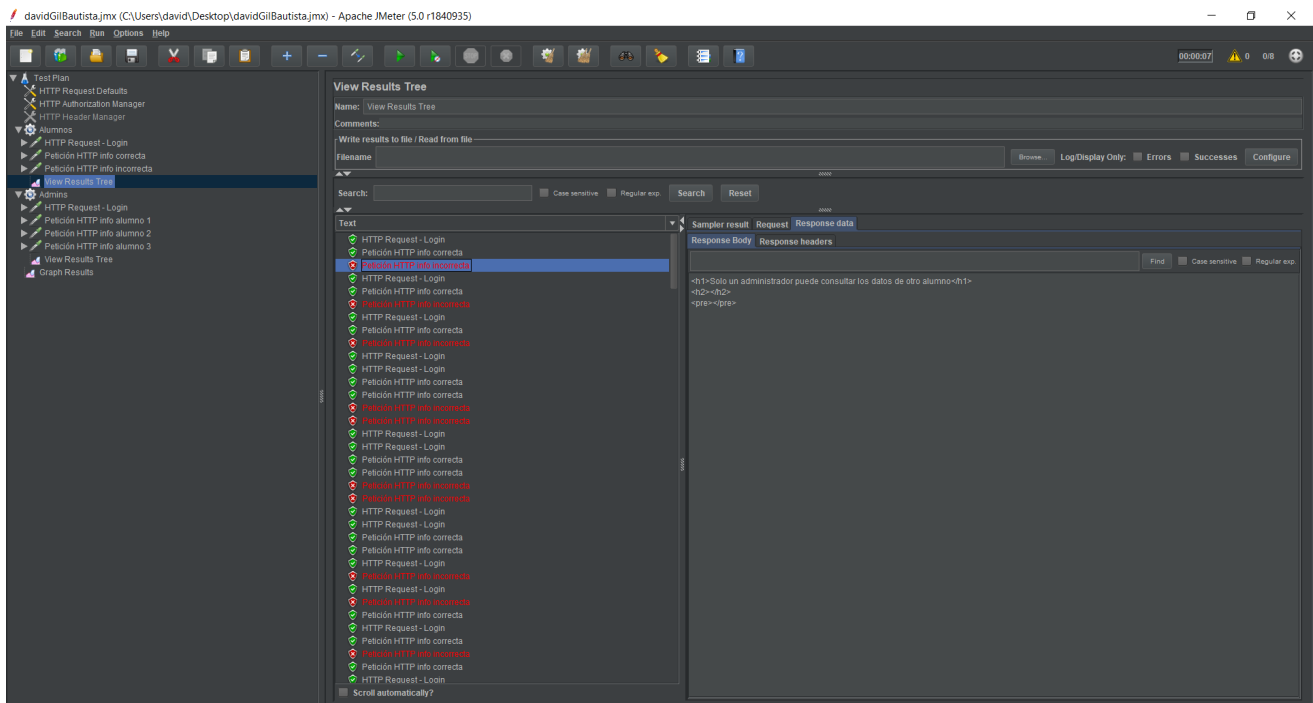 davidGilBautista.jmx (C:\Users\david\Desktop\davidGilBautista.jmx) - Apache JMeter (5.0 r1840935)
File Edit Search Run Options Help
00:00:07 0 0/8
Test Plan
HTTP Request Defaults
HTTP Authorization Manager
HTTP Header Manager
Alumnos
HTTP Request - Login
Petición HTTP info correcta
Petición HTTP info incorrecta
View Results Tree
Admins
HTTP Request - Login
Petición HTTP info alumno 1
Petición HTTP info alumno 2
Petición HTTP info alumno 3
View Results Tree
Graph Results
View Results Tree
Name: View Results Tree
Comments:
Write results to file / Read from file
Filename Browse... Log/Display Only: Errors Successes Configure
Search: Case sensitive Regular exp. Search Reset
Text
HTTP Request - Login
Petición HTTP info correcta
Petición HTTP info incorrecta
HTTP Request - Login
Petición HTTP info correcta
Petición HTTP info incorrecta
HTTP Request - Login
Petición HTTP info correcta
Petición HTTP info incorrecta
HTTP Request - Login
HTTP Request - Login
Petición HTTP info correcta
Petición HTTP info correcta
Petición HTTP info incorrecta
Petición HTTP info incorrecta
HTTP Request - Login
HTTP Request - Login
Petición HTTP info correcta
Petición HTTP info correcta
Petición HTTP info incorrecta
Petición HTTP info incorrecta
HTTP Request - Login
HTTP Request - Login
Petición HTTP info correcta
Petición HTTP info correcta
HTTP Request - Login
Petición HTTP info incorrecta
HTTP Request - Login
Petición HTTP info incorrecta
Petición HTTP info correcta
HTTP Request - Login
Petición HTTP info correcta
Petición HTTP info incorrecta
Petición HTTP info correcta
HTTP Request - Login
Scroll automatically?
Sampler result Request Response data
Response Body Response headers
Find Case sensitive Regular exp.
<h1>Solo un administrador puede consultar los datos de otro alumno</h1>
<h2></h2>
<pre></pre>